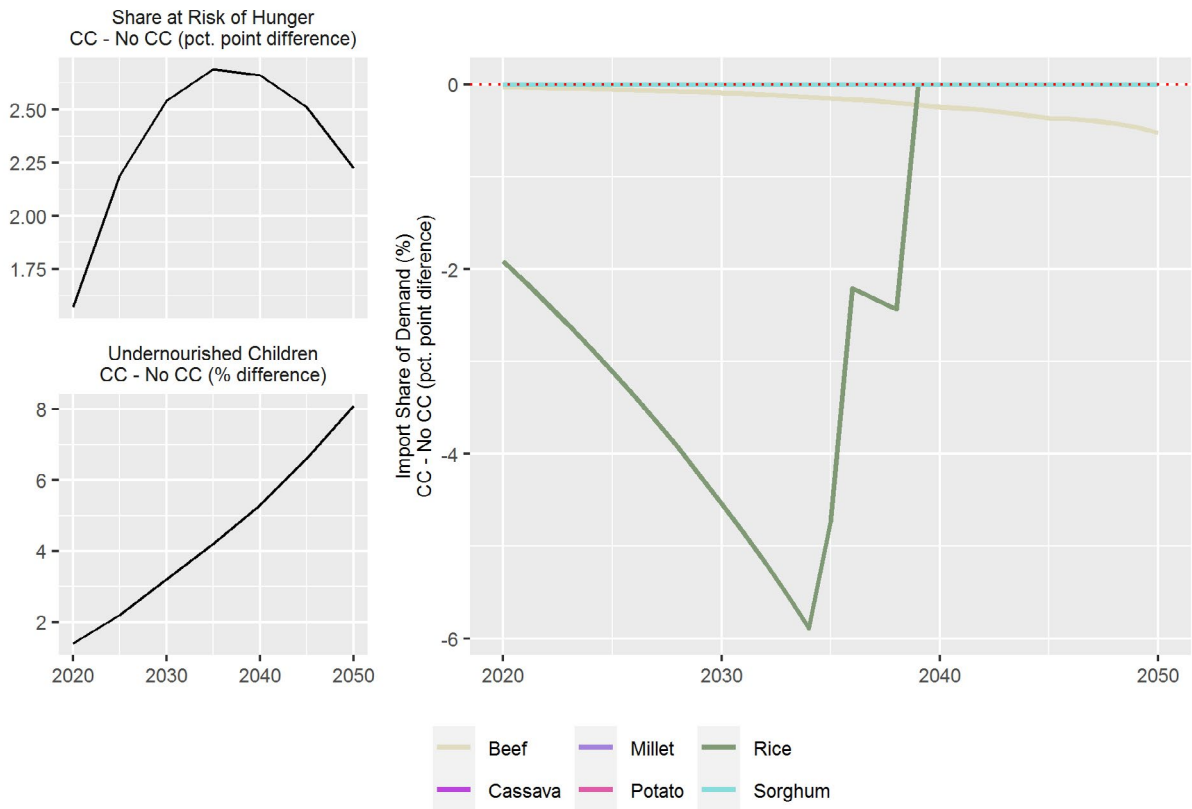 Share at Risk of Hunger
CC - No CC (pct. point difference)
2.50
2.25
2.00
1.75
Undernourished Children
CC - No CC (% difference)
8
6
4
2
2020
2030
2040
2050
Import Share of Demand (%)
CC - No CC (pct. point diference)
0
-2
-4
-6
2020
2030
2040
2050
Beef
Millet
Rice
Cassava
Potato
Sorghum